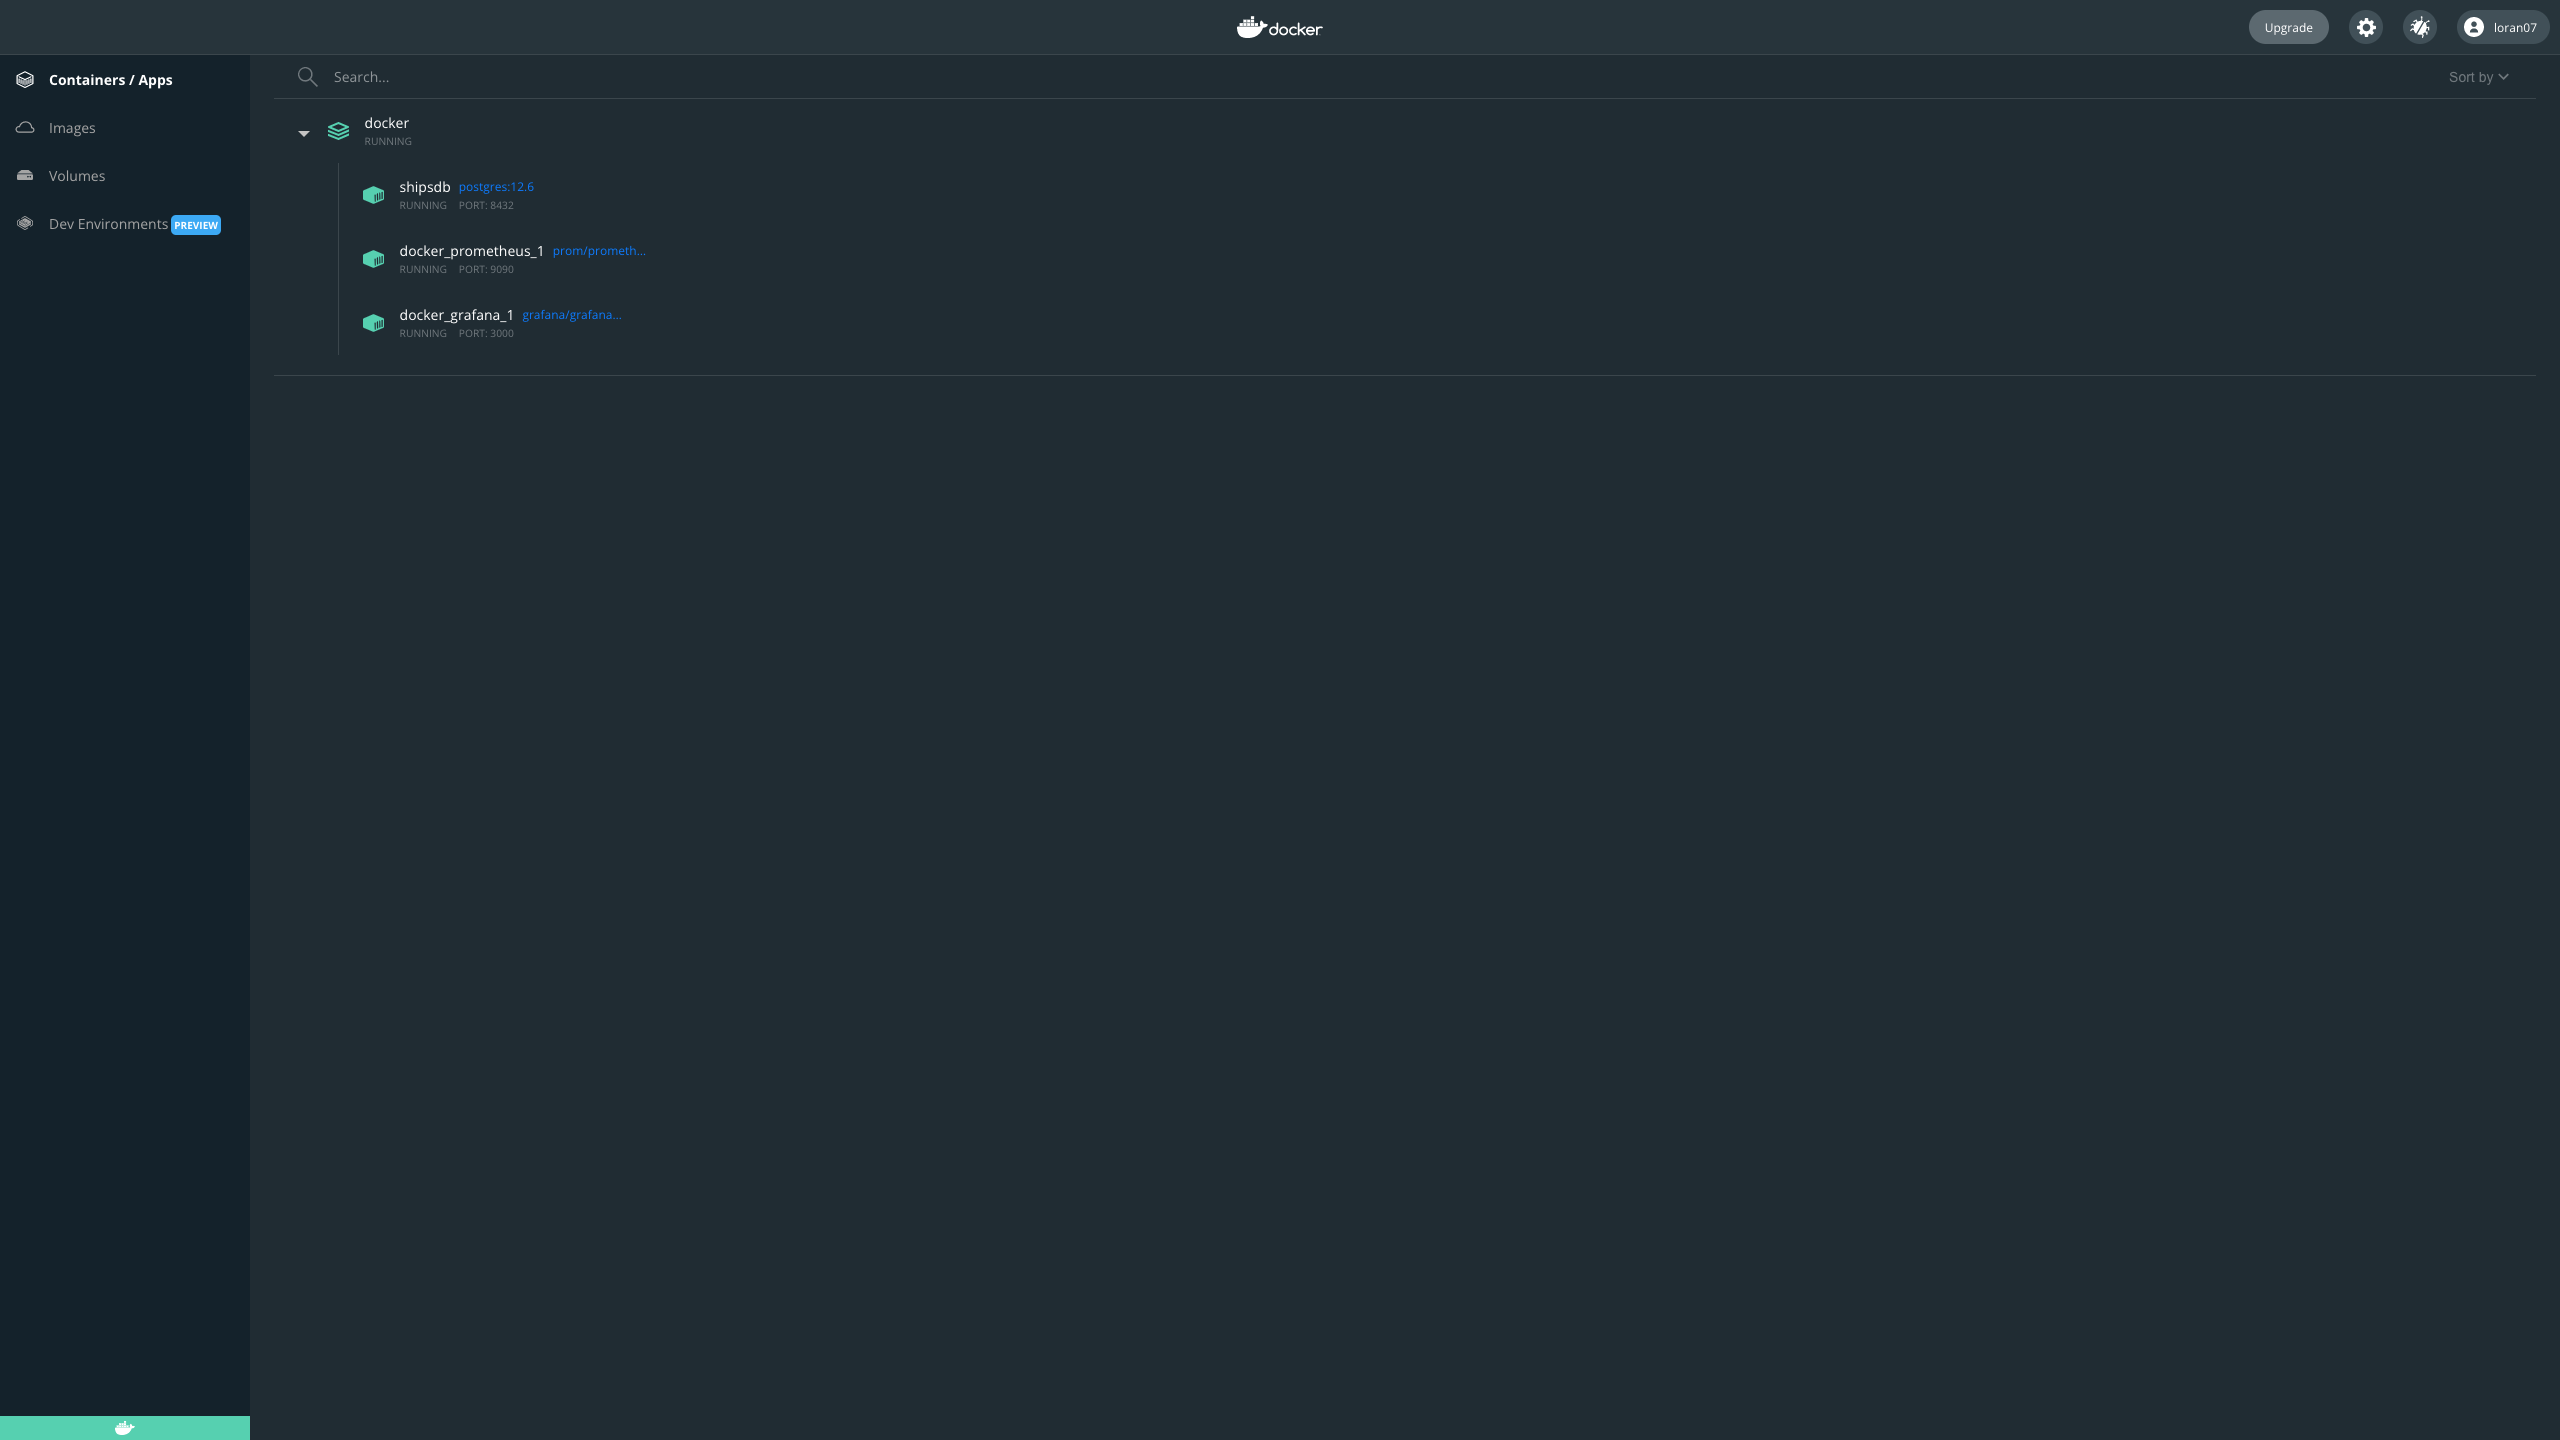 docker
Upgrade
loran07
Containers / Apps
Images
Volumes
Dev Environments PREVIEW
Search...
Sort by
docker
RUNNING
shipsdb postgres:12.6
RUNNING PORT: 8432
docker_prometheus_1 prom/prometh...
RUNNING PORT: 9090
docker_grafana_1 grafana/grafana...
RUNNING PORT: 3000